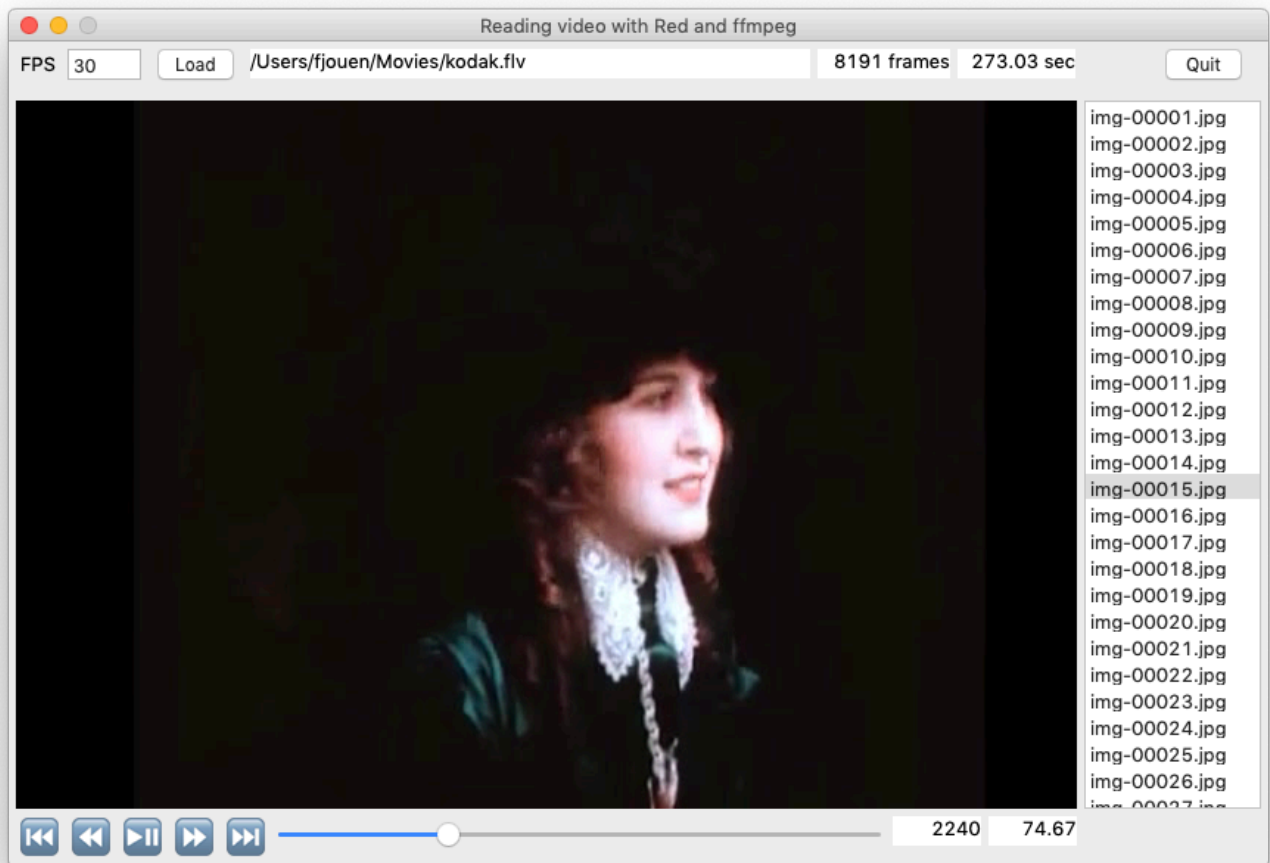 Reading video with Red and ffmpeg
FPS 30 Load /Users/fjouen/Movies/kodak.flv 8191 frames 273.03 sec Quit
img-00001.jpg
img-00002.jpg
img-00003.jpg
img-00004.jpg
img-00005.jpg
img-00006.jpg
img-00007.jpg
img-00008.jpg
img-00009.jpg
img-00010.jpg
img-00011.jpg
img-00012.jpg
img-00013.jpg
img-00014.jpg
img-00015.jpg
img-00016.jpg
img-00017.jpg
img-00018.jpg
img-00019.jpg
img-00020.jpg
img-00021.jpg
img-00022.jpg
img-00023.jpg
img-00024.jpg
img-00025.jpg
img-00026.jpg
img-00027.jpg
2240 74.67